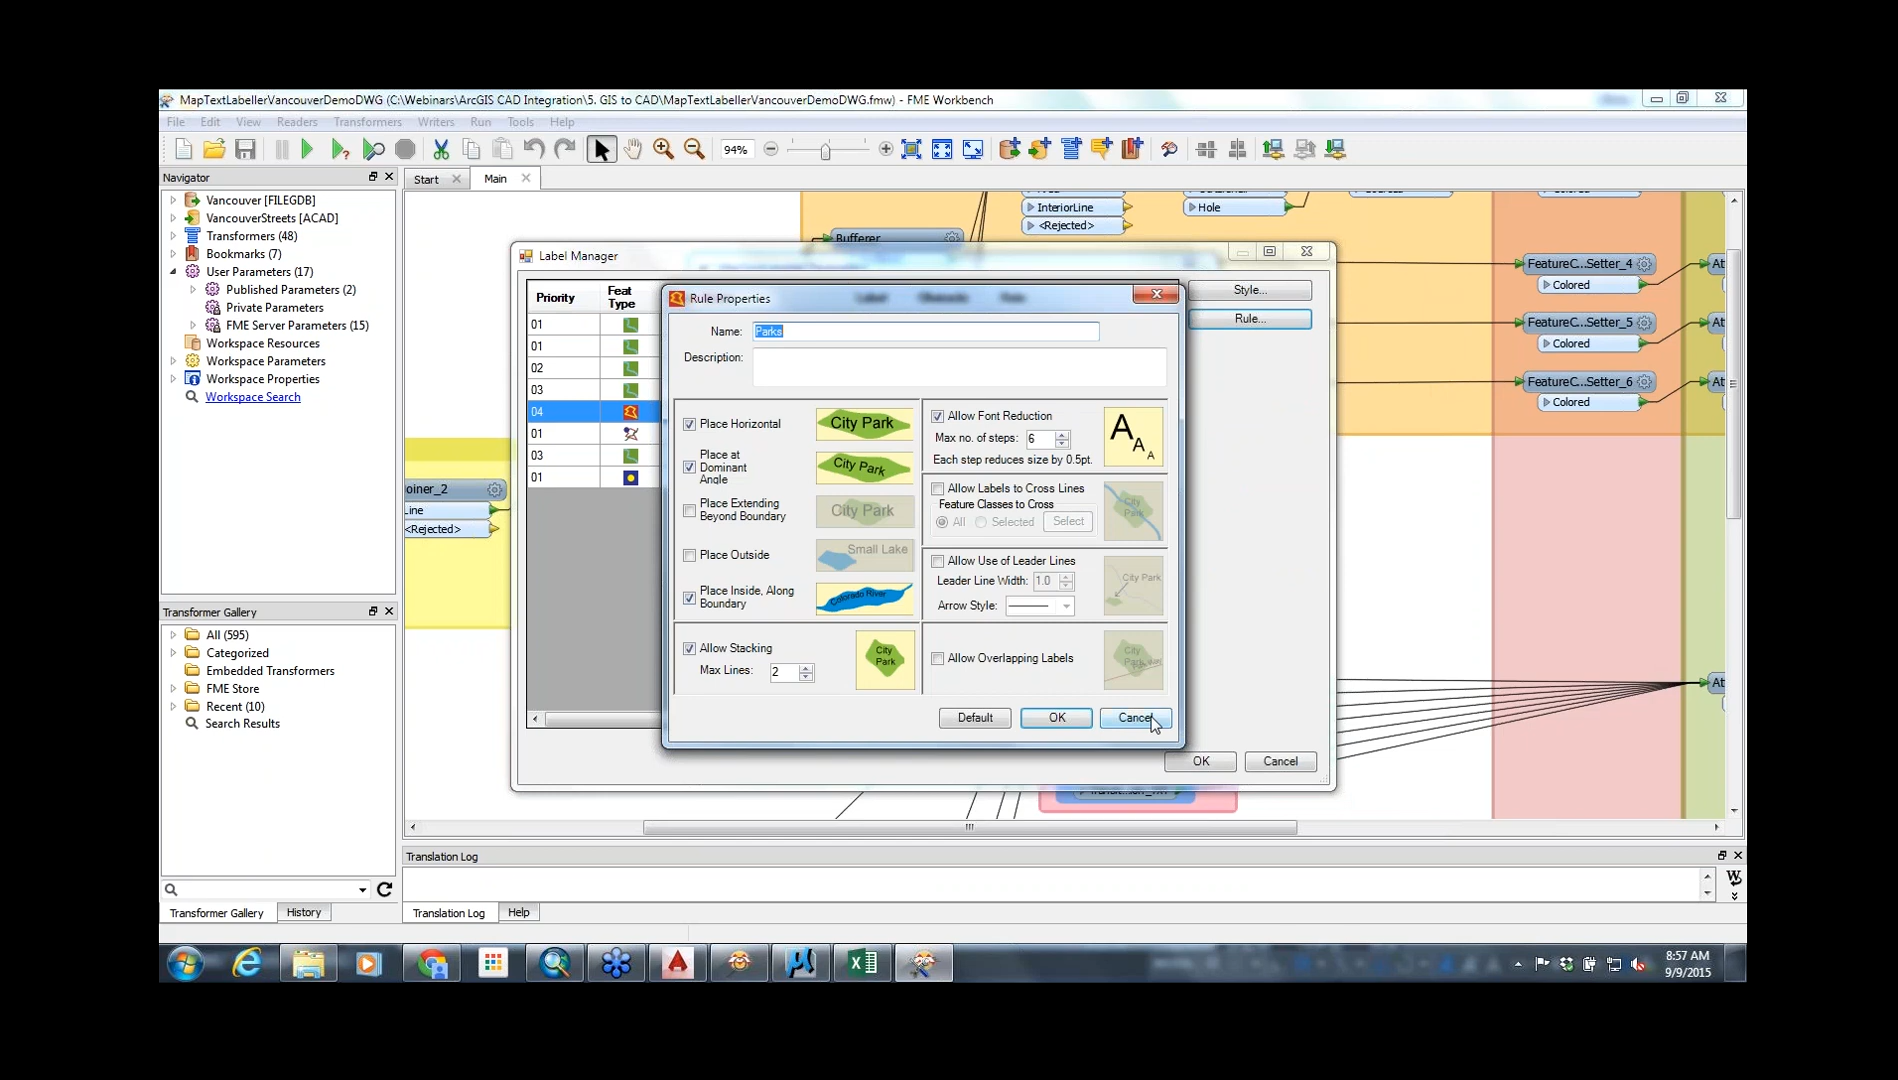 MapTextLabellerVancouverDemoDWG (C:\Webinars\ArcGIS CAD Integration\5. GIS to CAD\MapTextLabellerVancouverDemoDWG.fmw) - FME Workbench
File Edit View Readers Transformers Writers Run Tools Help
94%
Navigator
Start
Main
Vancouver [FILEGDB]
VancouverStreets [ACAD]
Transformers (48)
Bookmarks (7)
User Parameters (17)
Published Parameters (2)
Private Parameters
FME Server Parameters (15)
Workspace Resources
Workspace Parameters
Workspace Properties
Workspace Search
InteriorLine
<Rejected>
Hole
Bufferer
FeatureC...Setter_4
Colored
FeatureC...Setter_5
Colored
FeatureC...Setter_6
Colored
At
At
At
At
oiner_2
Line
<Rejected>
Label Manager
Priority
Feat
Type
01
01
02
03
04
01
03
01
Style...
Rule...
OK
Cancel
Rule Properties
Name: Parks
Description:
Place Horizontal
City Park
Place at
Dominant
Angle
City Park
Place Extending
Beyond Boundary
City Park
Place Outside
Small Lake
Place Inside, Along
Boundary
Colorado River
Allow Stacking
Max Lines: 2
City
Park
Allow Font Reduction
Max no. of steps: 6
Each step reduces size by 0.5pt.
A A A
Allow Labels to Cross Lines
Feature Classes to Cross
All Selected Select
City
Park
Allow Use of Leader Lines
Leader Line Width: 1.0
Arrow Style:
City Park
Allow Overlapping Labels
City
Park
Default
OK
Cancel
Transformer Gallery
All (595)
Categorized
Embedded Transformers
FME Store
Recent (10)
Search Results
Transformer Gallery
History
Translation Log
Translation Log
Help
8:57 AM
9/9/2015